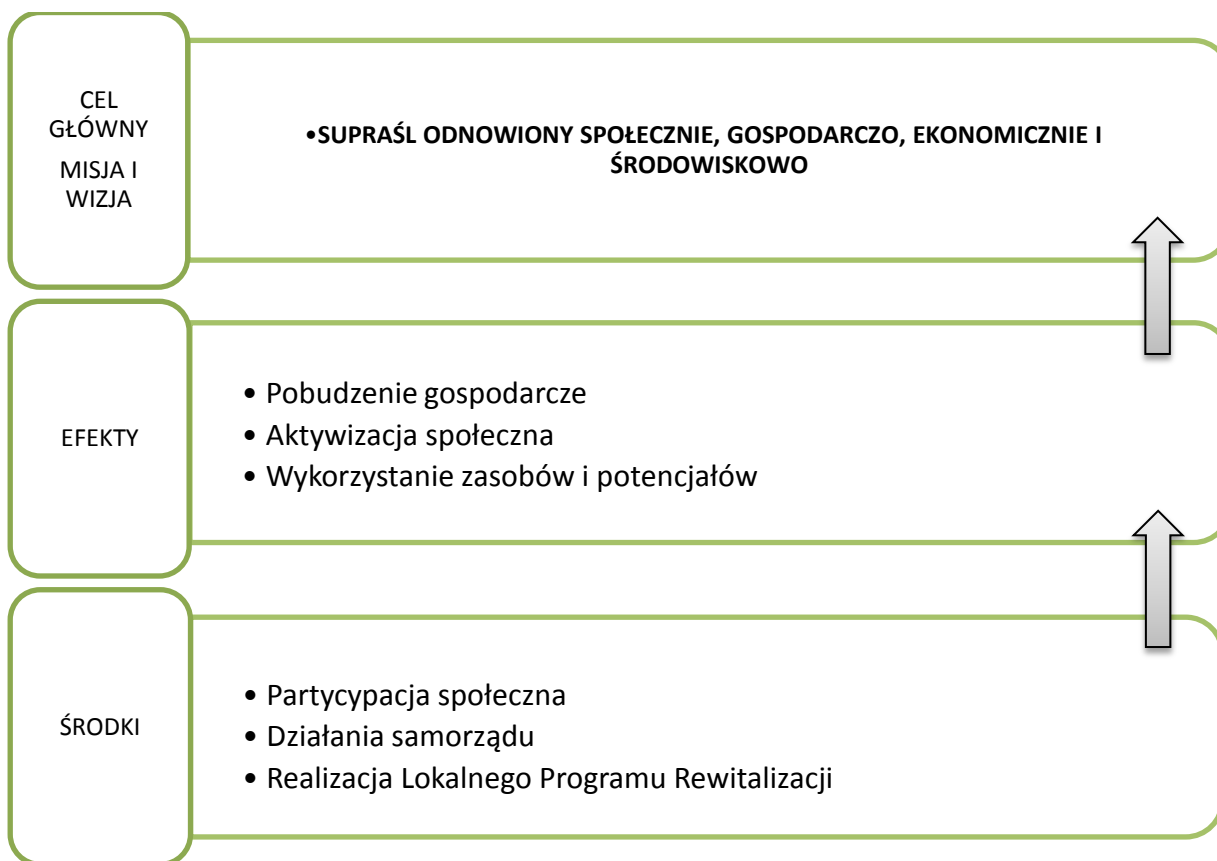 CEL
GŁÓWNY
MISJA I
WIZJA
•SUPRAŚL ODNOWIONY SPOŁECZNIE, GOSPODARCZO, EKONOMICZNIE I
ŚRODOWISKOWO
EFEKTY
• Pobudzenie gospodarcze
• Aktywizacja społeczna
• Wykorzystanie zasobów i potencjałów
ŚRODKI
• Partycypacja społeczna
• Działania samorządu
• Realizacja Lokalnego Programu Rewitalizacji